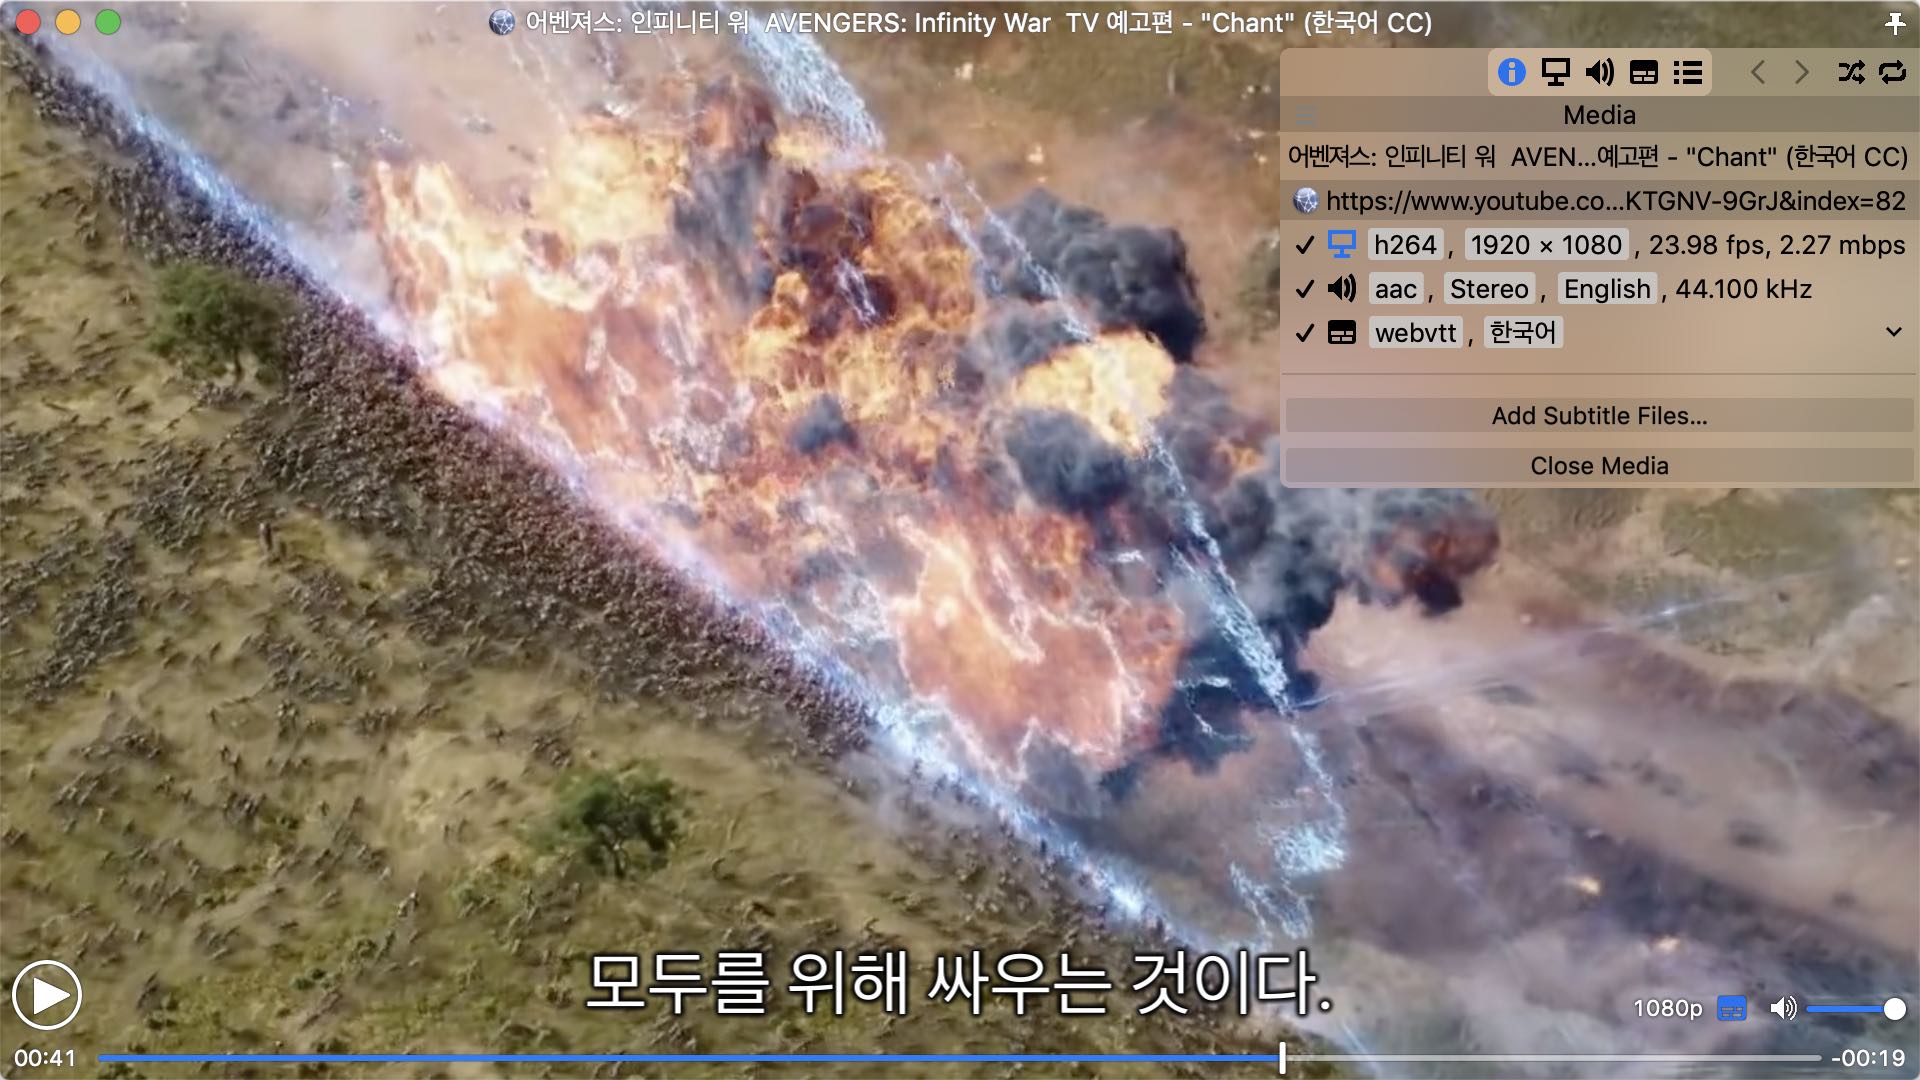 어벤져스: 인피니티 워  AVENGERS: Infinity War  TV 예고편 - "Chant" (한국어 CC)
Media
어벤져스: 인피니티 워  AVEN...예고편 - "Chant" (한국어 CC)
https://www.youtube.co...KTGNV-9GrJ&index=82
h264, 1920 × 1080, 23.98 fps, 2.27 mbps
aac, Stereo, English, 44.100 kHz
webvtt, 한국어
Add Subtitle Files...
Close Media
모두를 위해 싸우는 것이다.
1080p
00:41
-00:19